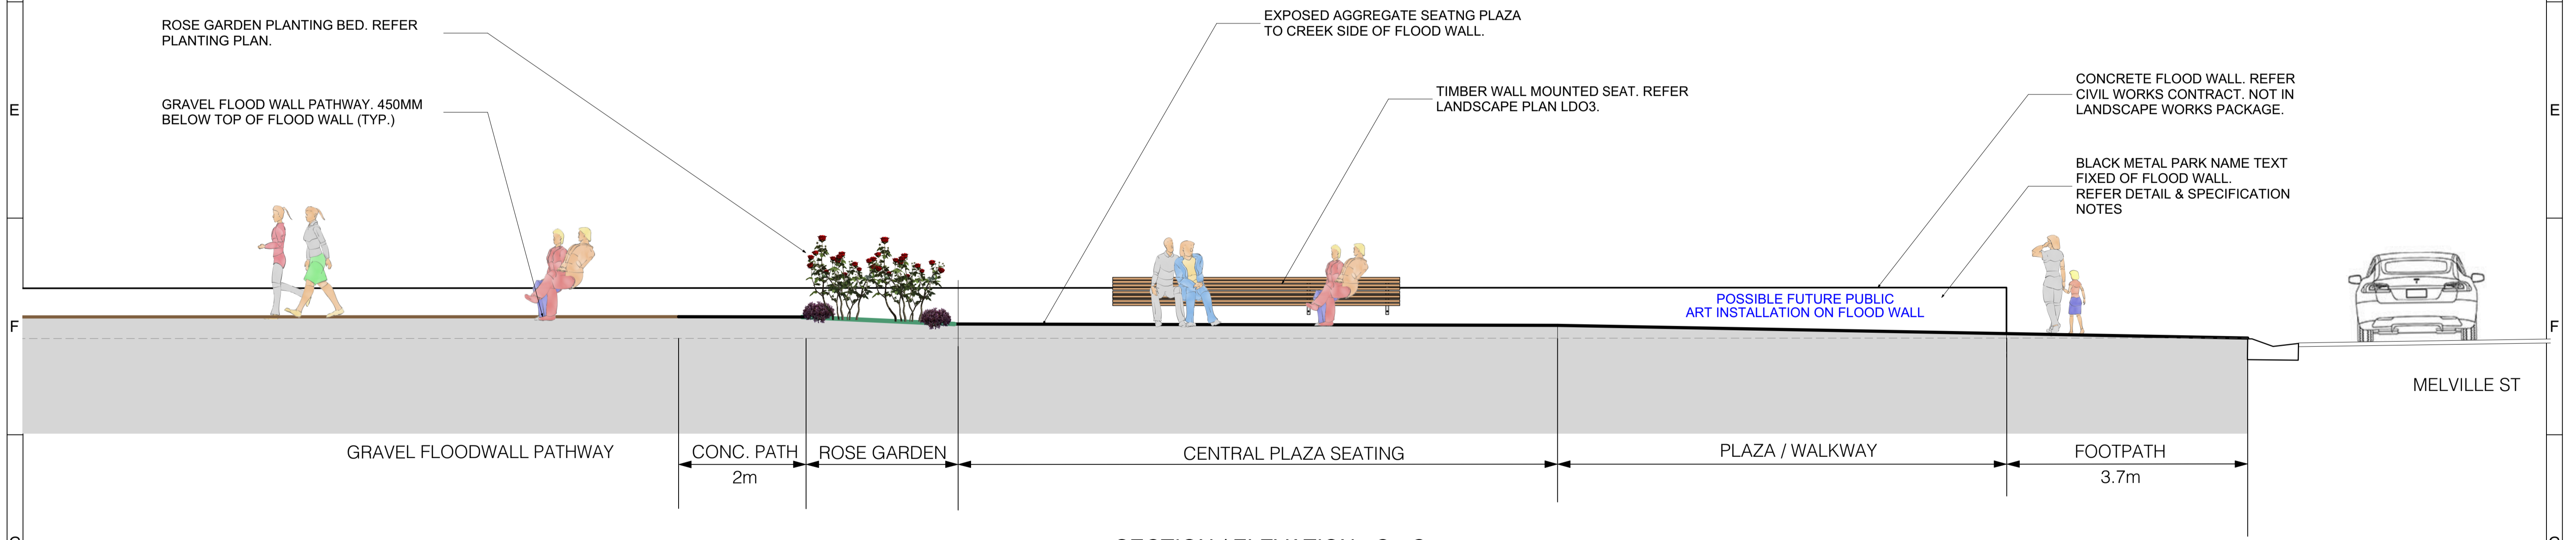 ROSE GARDEN PLANTING BED. REFER
PLANTING PLAN.
GRAVEL FLOOD WALL PATHWAY. 450MM
BELOW TOP OF FLOOD WALL (TYP.)
EXPOSED AGGREGATE SEATNG PLAZA
TO CREEK SIDE OF FLOOD WALL.
TIMBER WALL MOUNTED SEAT. REFER
LANDSCAPE PLAN LDO3.
CONCRETE FLOOD WALL. REFER
CIVIL WORKS CONTRACT. NOT IN
LANDSCAPE WORKS PACKAGE.
BLACK METAL PARK NAME TEXT
FIXED OF FLOOD WALL.
REFER DETAIL & SPECIFICATION
NOTES
E
E
F
F
POSSIBLE FUTURE PUBLIC
ART INSTALLATION ON FLOOD WALL
MELVILLE ST
GRAVEL FLOODWALL PATHWAY
CONC. PATH
2m
ROSE GARDEN
CENTRAL PLAZA SEATING
PLAZA / WALKWAY
FOOTPATH
3.7m